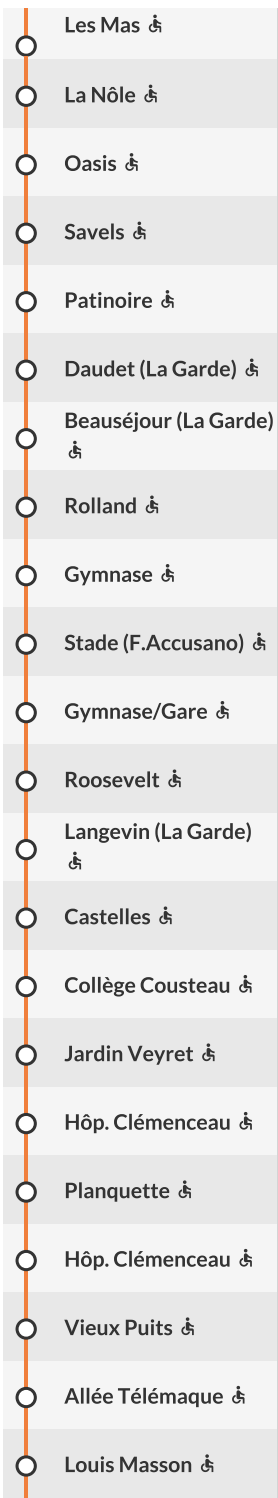 Les Mas
La Nôle
Oasis
Savels
Patinoire
Daudet (La Garde)
Beauséjour (La Garde)
Rolland
Gymnase
Stade (F.Accusano)
Gymnase/Gare
Roosevelt
Langevin (La Garde)
Castelles
Collège Cousteau
Jardin Veyret
Hôp. Clémenceau
Planquette
Hôp. Clémenceau
Vieux Puits
Allée Télémaque
Louis Masson